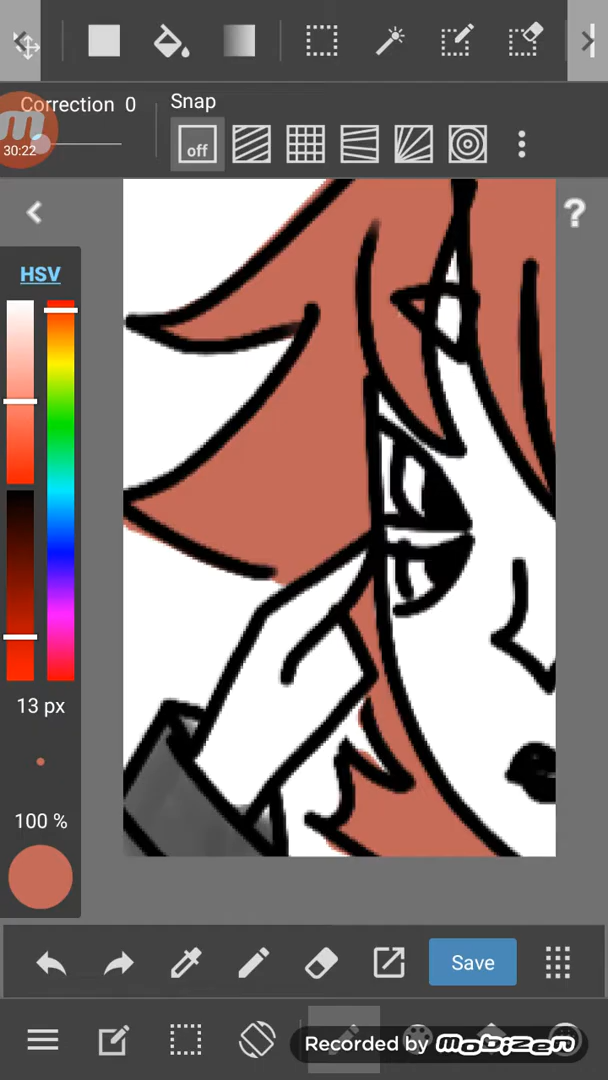 Correction 0
Snap
off
m
30:22
?
HSV
13 px
100 %
Save
Recorded by mobizen